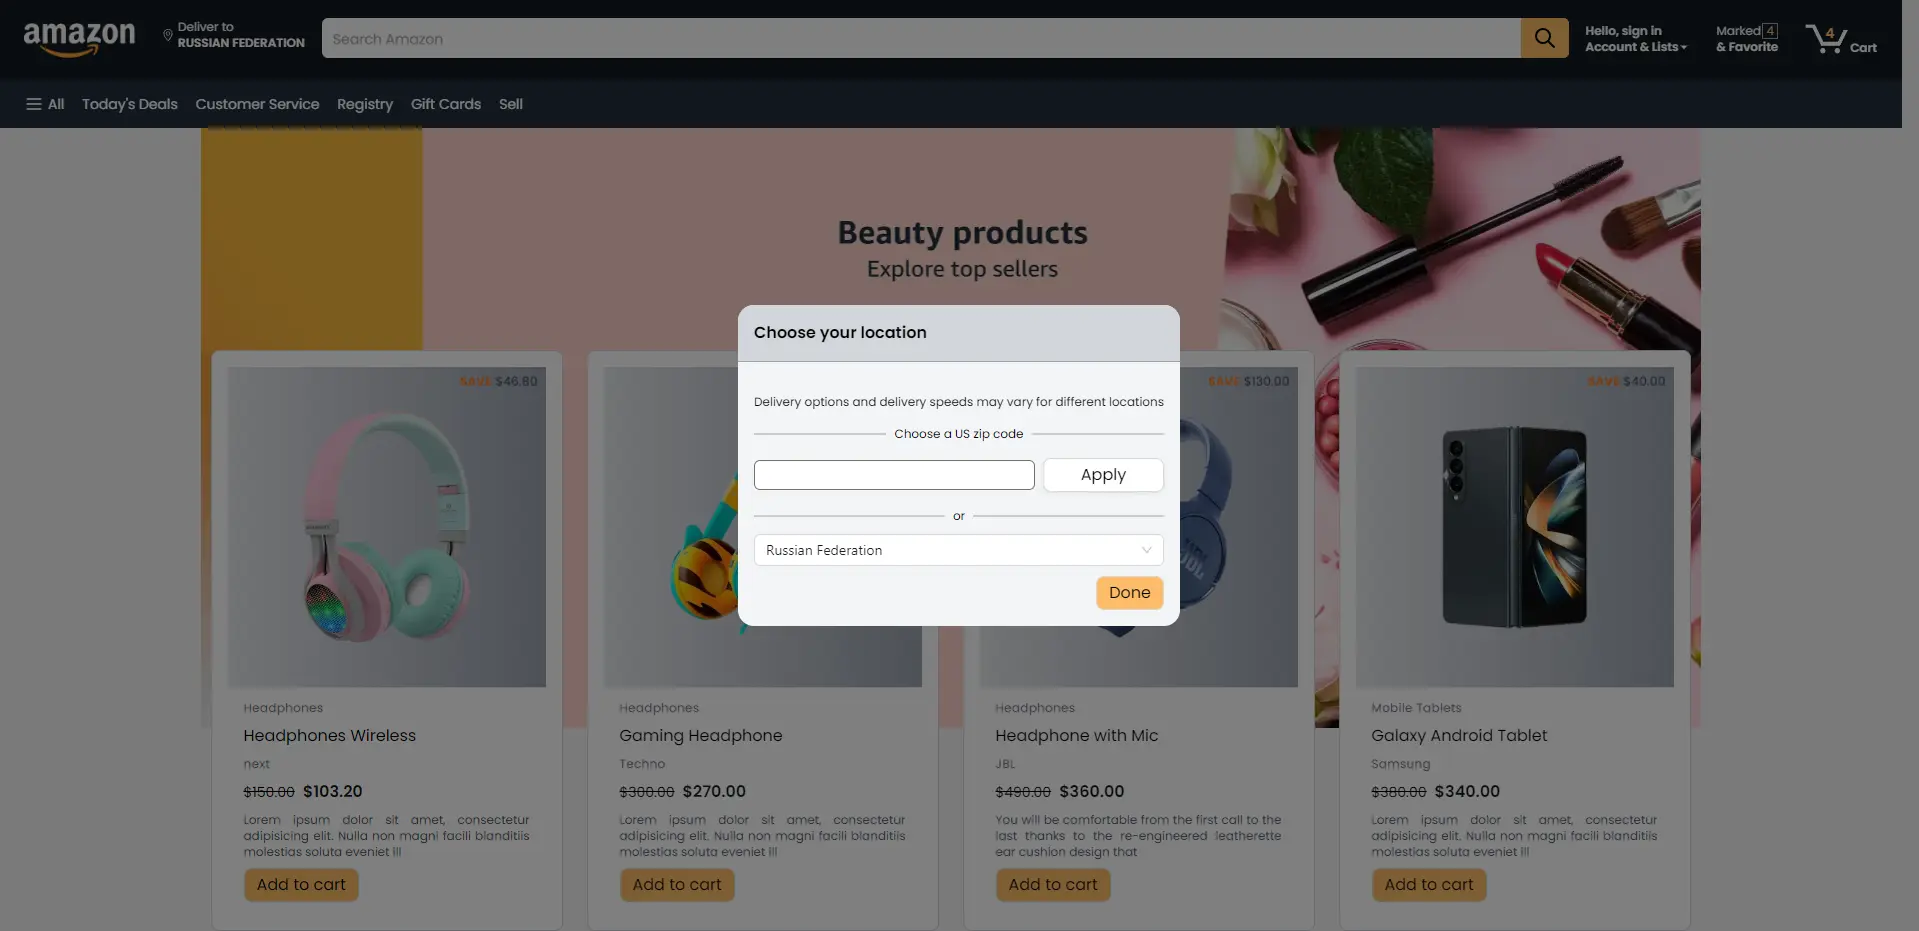 amazon
Deliver to
RUSSIAN FEDERATION
Search Amazon
Hello, sign in
Account & Lists
Marked 4
& Favorite
4
Cart
All Today's Deals Customer Service Registry Gift Cards Sell
Beauty products
Explore top sellers
Choose your location
Delivery options and delivery speeds may vary for different locations
Choose a US zip code
Apply
or
Russian Federation
Done
SAVE $46.80
Headphones
Headphones Wireless
next
$150.00 $103.20
Lorem ipsum dolor sit amet, consectetur
adipisicing elit. Nulla non magni facili blanditiis
molestias soluta eveniet lll
Add to cart
Headphones
Gaming Headphone
Techno
$300.00 $270.00
Lorem ipsum dolor sit amet, consectetur
adipisicing elit. Nulla non magni facili blanditiis
molestias soluta eveniet lll
Add to cart
SAVE $130.00
JBL
Headphones
Headphone with Mic
JBL
$490.00 $360.00
You will be comfortable from the first call to the
last thanks to the re-engineered leatherette
ear cushion design that
Add to cart
SAVE $40.00
Mobile Tablets
Galaxy Android Tablet
Samsung
$380.00 $340.00
Lorem ipsum dolor sit amet, consectetur
adipisicing elit. Nulla non magni facili blanditiis
molestias soluta eveniet lll
Add to cart